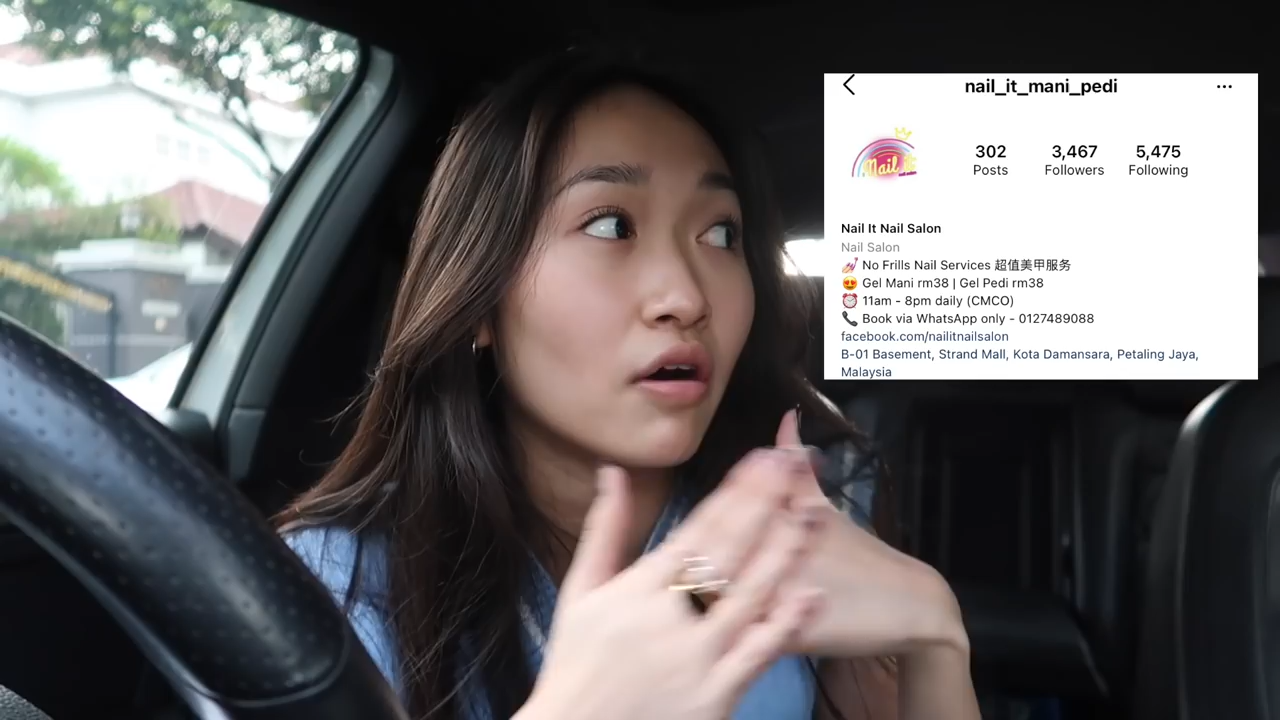 nail_it_mani_pedi
Nail it
302
3,467
5,475
Posts
Followers
Following
Nail It Nail Salon
Nail Salon
💅 No Frills Nail Services 超值美甲服务
😍 Gel Mani rm38 | Gel Pedi rm38
⏰ 11am - 8pm daily (CMCO)
📞 Book via WhatsApp only - 0127489088
facebook.com/nailitnailsalon
B-01 Basement, Strand Mall, Kota Damansara, Petaling Jaya,
Malaysia